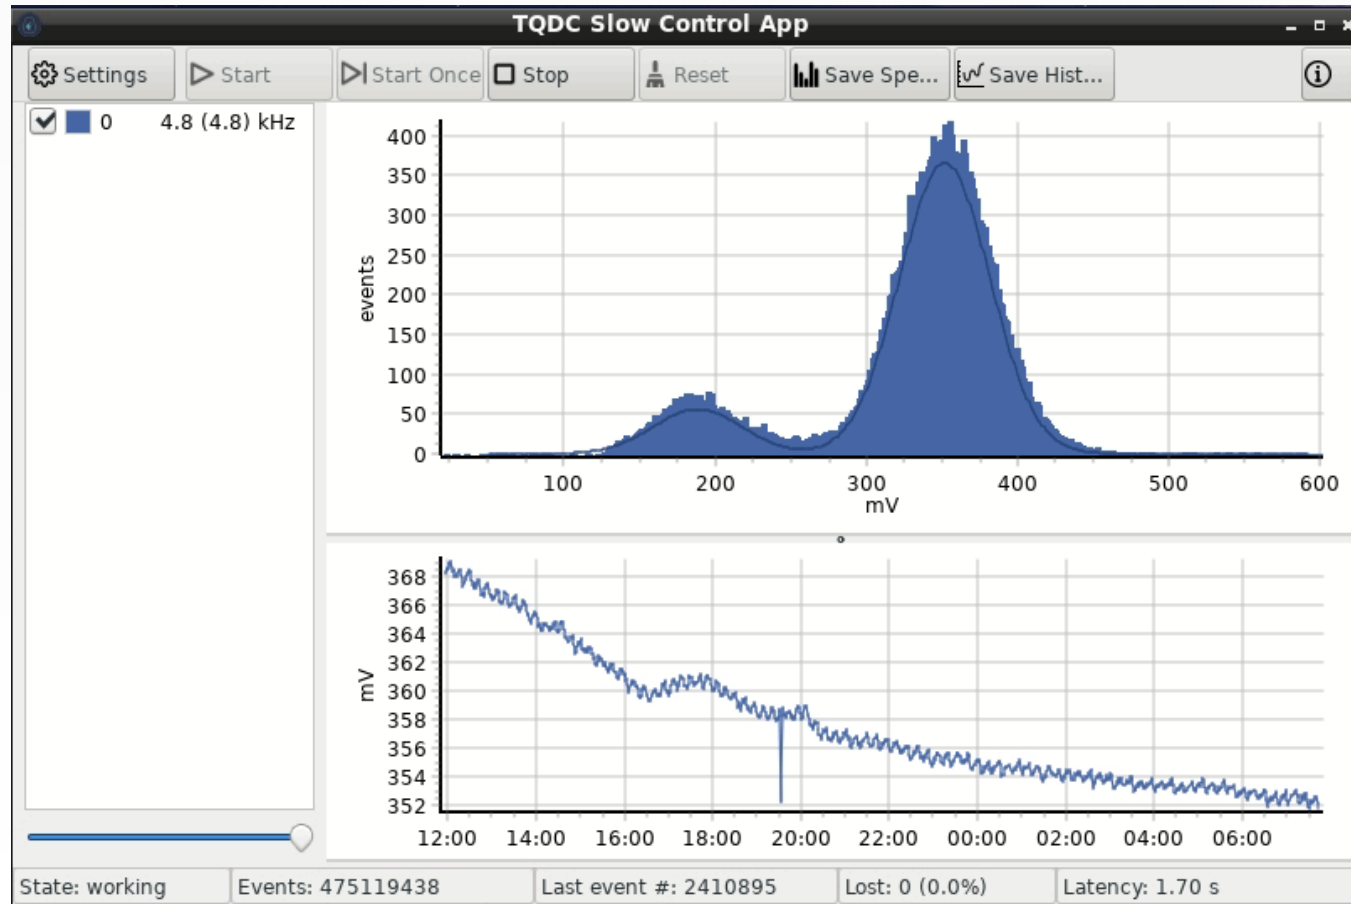 TQDC Slow Control App
Settings Start Start Once Stop Reset Save Spe... Save Hist...
0 4.8 (4.8) kHz
400
350
300
250
200
150
100
50
0
events
100 200 300 400 500 600
mV
368
366
364
362
360
358
356
354
352
mV
12:00 14:00 16:00 18:00 20:00 22:00 00:00 02:00 04:00 06:00
State: working Events: 475119438 Last event #: 2410895 Lost: 0 (0.0%) Latency: 1.70 s